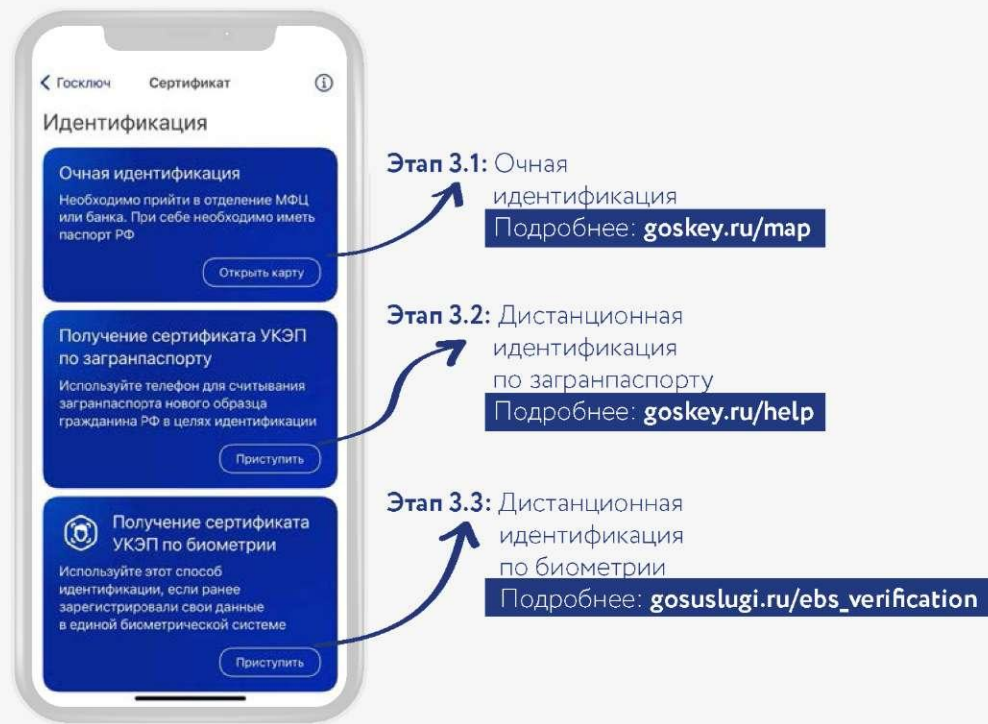 Госключ
Сертификат
Идентификация
Очная идентификация
Необходимо прийти в отделение МФЦ
или банка. При себе необходимо иметь
паспорт РФ
Открыть карту
Получение сертификата УКЭП
по загранпаспорту
Используйте телефон для считывания
загранпаспорта нового образца
гражданина РФ в целях идентификации
Приступить
Получение сертификата
УКЭП по биометрии
Используйте этот способ
идентификации, если ранее
зарегистрировали свои данные
в единой биометрической системе
Приступить
Этап 3.1: Очная
идентификация
Подробнее: goskey.ru/map
Этап 3.2: Дистанционная
идентификация
по загранпаспорту
Подробнее: goskey.ru/help
Этап 3.3: Дистанционная
идентификация
по биометрии
Подробнее: gosuslugi.ru/ebs_verification